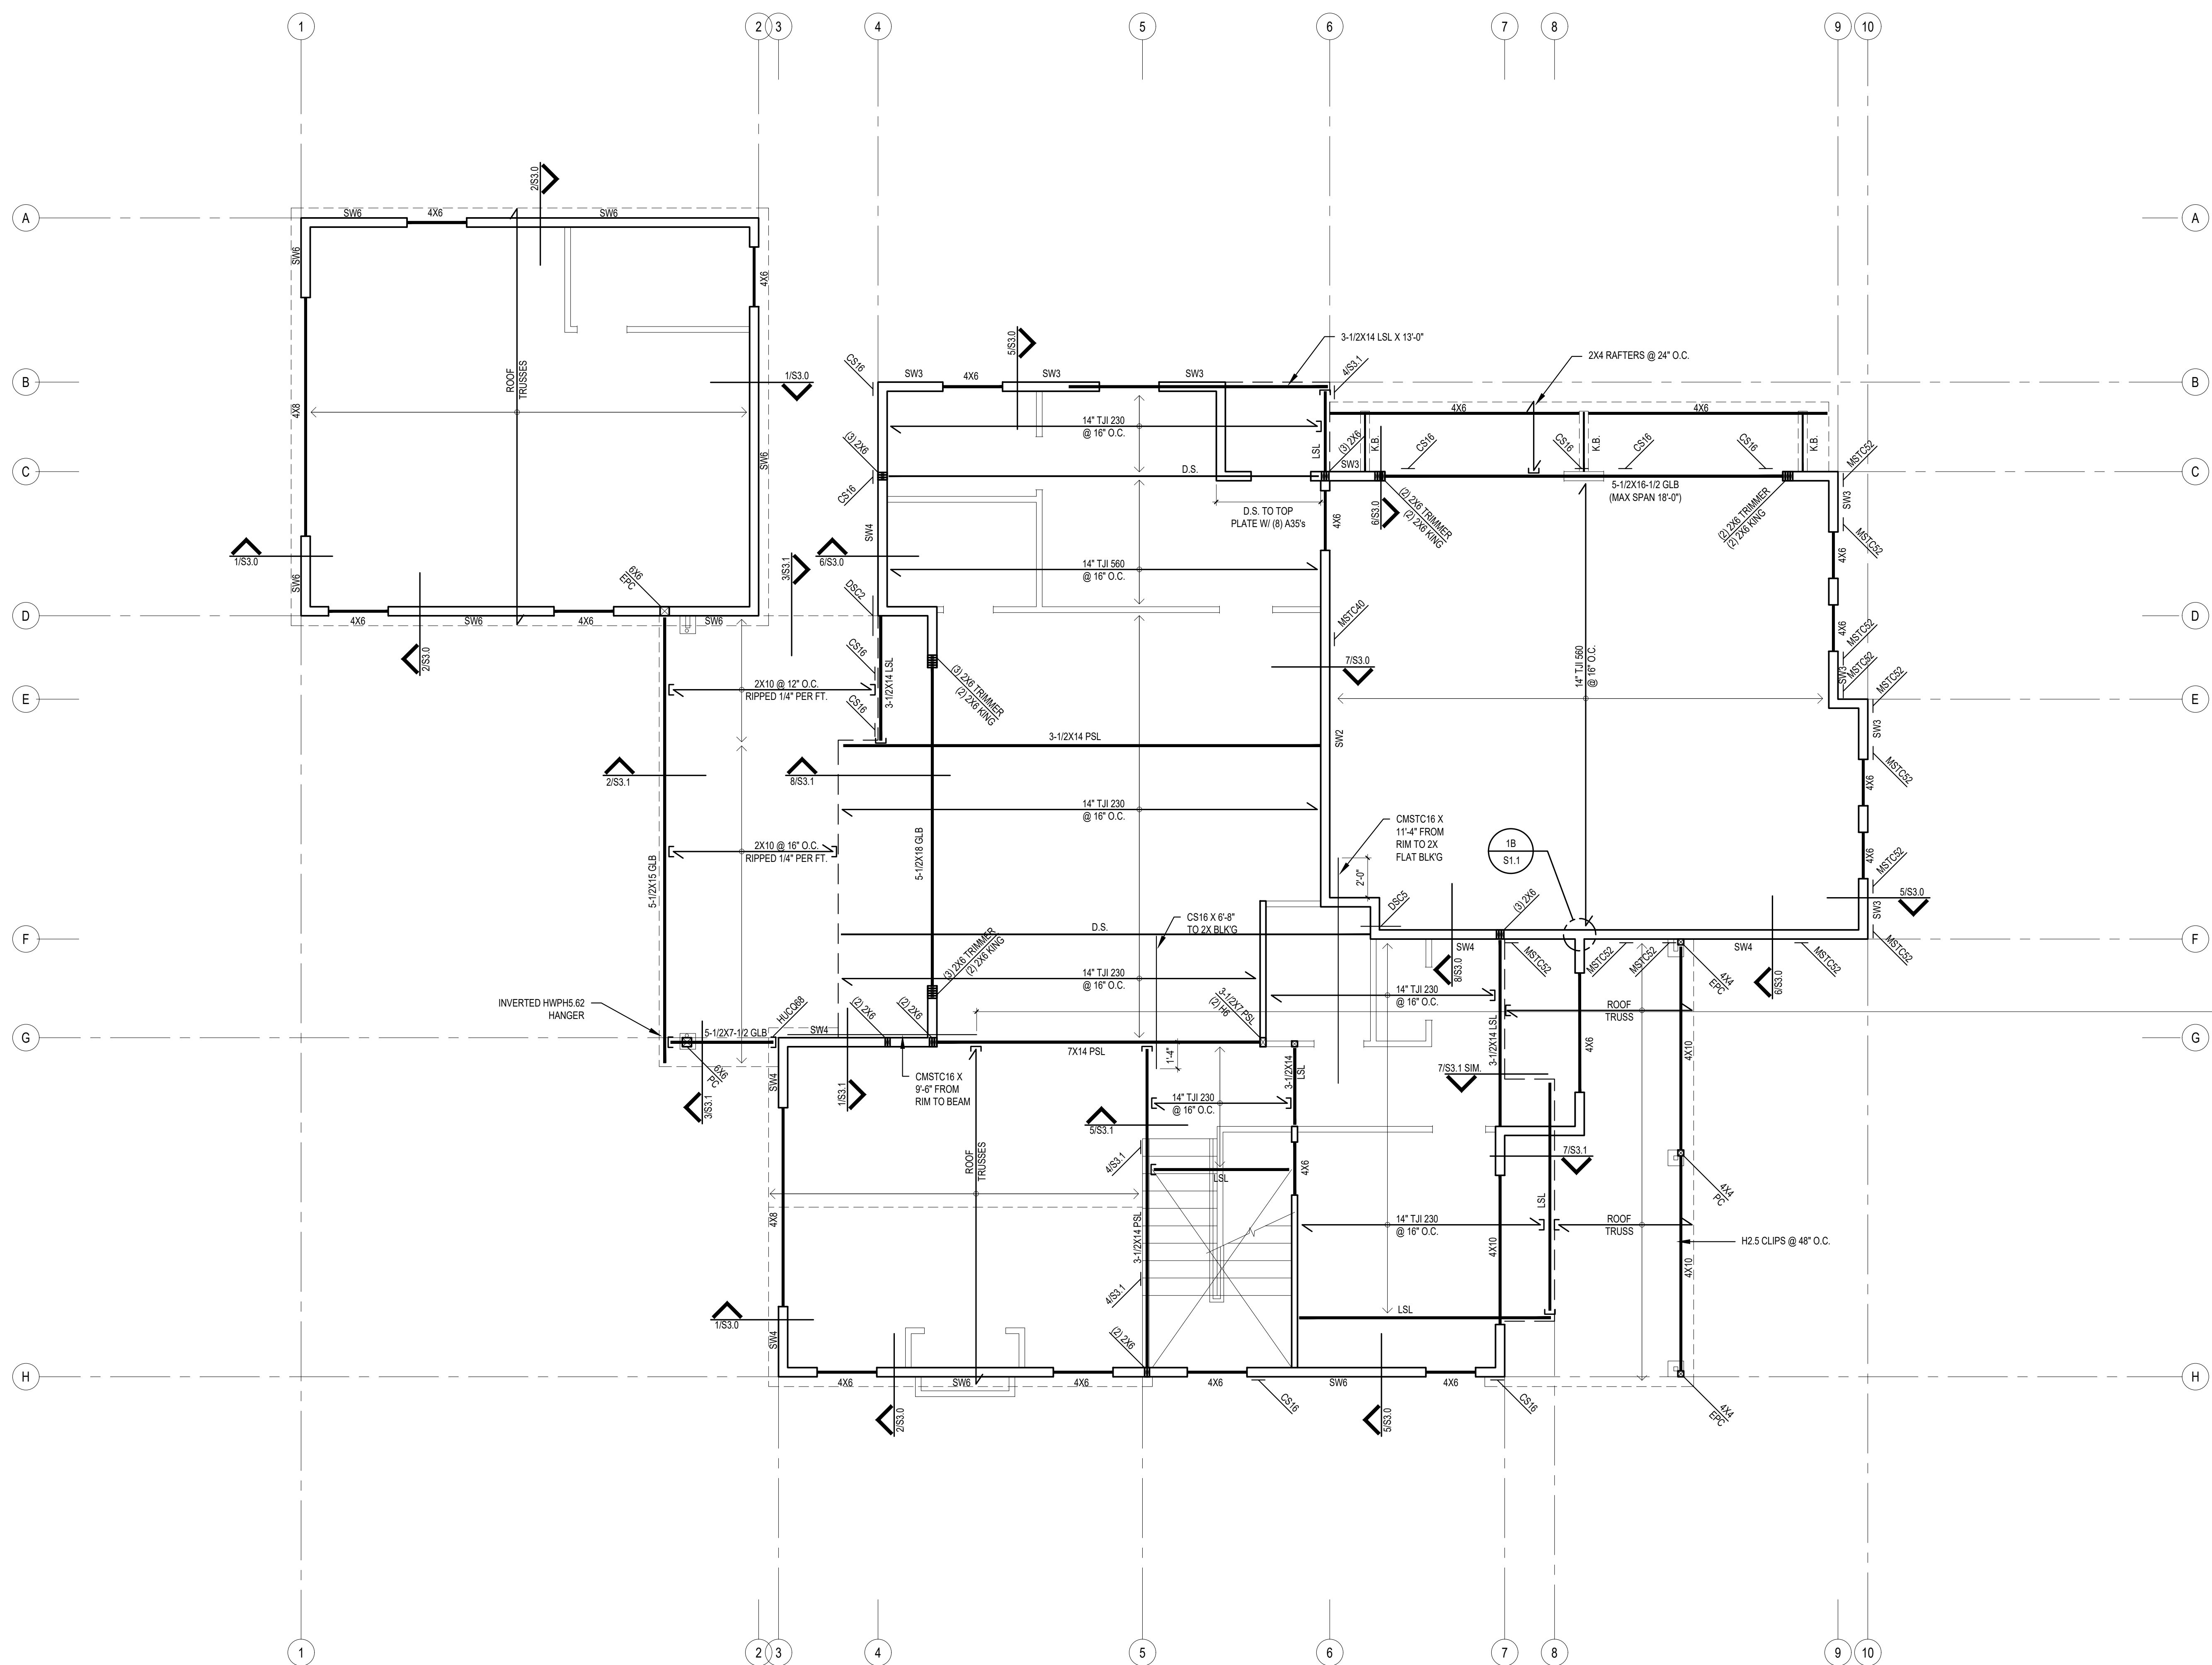 1
2
3
4
5
6
7
8
9
10
A
A
2/S3.0
SW6
4X6
SW6
SW6
4X6
ROOF
TRUSSES
1/S3.0
4X8
SW6
1/S3.0
SW6
6X6
EPC
4X6
SW6
4X6
SW6
2/S3.0
B
B
C
C
D
D
E
E
F
F
G
G
H
H
CS16
SW3
4X6
SW3
SW3
5/S3.0
3-1/2X14 LSL X 13'-0"
4/S3.1
2X4 RAFTERS @ 24" O.C.
4X6
4X6
14" TJI 230
@ 16" O.C.
(3) 2X6
CS16
D.S.
LSL
(3) 2X6
SW3
K.B.
CS16
CS16
K.B.
CS16
CS16
K.B.
MSTC52
SW3
MSTC52
5-1/2X16-1/2 GLB
(MAX SPAN 18'-0")
(2) 2X6 TRIMMER
(2) 2X6 KING
(2) 2X6 TRIMMER
(2) 2X6 KING
6/S3.0
D.S. TO TOP
PLATE W/ (8) A35's
4X6
SW4
3/S3.1
6/S3.0
14" TJI 560
@ 16" O.C.
DSC2
4X6
4X6
MSTC52
MSTC52
SW3
MSTC52
SW3
MSTC52
MSTC40
7/S3.0
14" TJI 560
@ 16" O.C.
CS16
3-1/2X14 LSL
CS16
(3) 2X6 TRIMMER
(2) 2X6 KING
2X10 @ 12" O.C.
RIPPED 1/4" PER FT.
3-1/2X14 PSL
SW2
2/S3.1
8/S3.1
4X6
14" TJI 230
@ 16" O.C.
CMSTC16 X
11'-4" FROM
RIM TO 2X
FLAT BLK'G
1B
S1.1
2X10 @ 16" O.C.
RIPPED 1/4" PER FT.
5-1/2X15 GLB
5-1/2X18 GLB
2'-0"
4X6
MSTC52
5/S3.0
SW3
MSTC52
DSC5
(3) 2X6
CS16 X 6'-8"
TO 2X BLK'G
D.S.
(3) 2X6 TRIMMER
(2) 2X6 KING
SW4
8/S3.0
MSTC52
MSTC52
MSTC52
SW4
MSTC52
4X4
EPC
6/S3.0
14" TJI 230
@ 16" O.C.
3-1/2X7 PSL
(2) H6
14" TJI 230
@ 16" O.C.
ROOF
TRUSS
INVERTED HWPH5.62
HANGER
HUCQ68
5-1/2X7-1/2 GLB
(2) 2X6
SW4
(2) 2X6
7X14 PSL
1'-4"
3-1/2X14
LSL
3-1/2X14 LSL
4X6
4X10
6X6
PC
3/S3.1
SW4
1/S3.1
CMSTC16 X
9'-6" FROM
RIM TO BEAM
14" TJI 230
@ 16" O.C.
7/S3.1 SIM.
5/S3.1
ROOF
TRUSSES
4/S3.1
LSL
4X6
7/S3.1
4X4
PC
4X8
3-1/2X14 PSL
14" TJI 230
@ 16" O.C.
LSL
ROOF
TRUSS
4X10
H2.5 CLIPS @ 48" O.C.
4X10
4/S3.1
1/S3.0
SW4
LSL
(2) 2X6
4X6
SW6
4X6
4X6
SW6
4X6
CS16
CS16
4X4
EPC
2/S3.0
5/S3.0
1
2
3
4
5
6
7
8
9
10